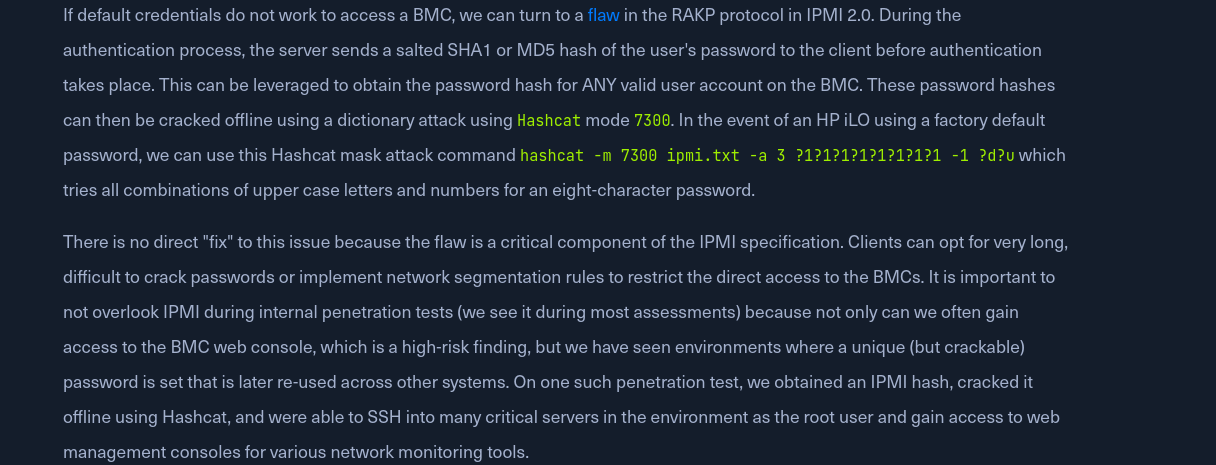 If default credentials do not work to access a BMC, we can turn to a flaw in the RAKP protocol in IPMI 2.0. During the
authentication process, the server sends a salted SHA1 or MD5 hash of the user's password to the client before authentication
takes place. This can be leveraged to obtain the password hash for ANY valid user account on the BMC. These password hashes
can then be cracked offline using a dictionary attack using Hashcat mode 7300. In the event of an HP iLO using a factory default
password, we can use this Hashcat mask attack command hashcat -m 7300 ipmi.txt -a 3 ?1?1?1?1?1?1?1?1 -1 ?d?u which
tries all combinations of upper case letters and numbers for an eight-character password.
There is no direct "fix" to this issue because the flaw is a critical component of the IPMI specification. Clients can opt for very long,
difficult to crack passwords or implement network segmentation rules to restrict the direct access to the BMCs. It is important to
not overlook IPMI during internal penetration tests (we see it during most assessments) because not only can we often gain
access to the BMC web console, which is a high-risk finding, but we have seen environments where a unique (but crackable)
password is set that is later re-used across other systems. On one such penetration test, we obtained an IPMI hash, cracked it
offline using Hashcat, and were able to SSH into many critical servers in the environment as the root user and gain access to web
management consoles for various network monitoring tools.